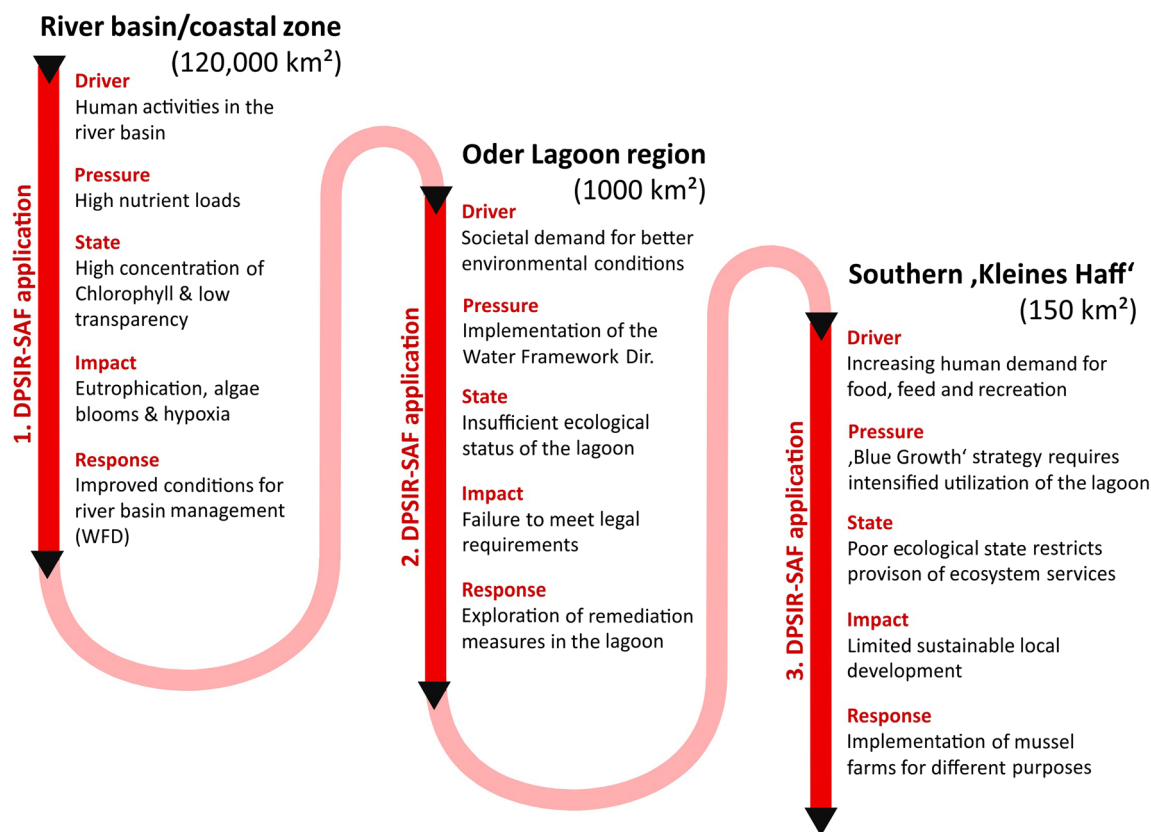 River basin/coastal zone
(120,000 km²)
1. DPSIR-SAF application
Driver
Human activities in the
river basin
Pressure
High nutrient loads
State
High concentration of
Chlorophyll & low
transparency
Impact
Eutrophication, algae
blooms & hypoxia
Response
Improved conditions for
river basin management
(WFD)
Oder Lagoon region
(1000 km²)
2. DPSIR-SAF application
Driver
Societal demand for better
environmental conditions
Pressure
Implementation of the
Water Framework Dir.
State
Insufficient ecological
status of the lagoon
Impact
Failure to meet legal
requirements
Response
Exploration of remediation
measures in the lagoon
Southern ‚Kleines Haff‘
(150 km²)
3. DPSIR-SAF application
Driver
Increasing human demand for
food, feed and recreation
Pressure
‚Blue Growth‘ strategy requires
intensified utilization of the lagoon
State
Poor ecological state restricts
provison of ecosystem services
Impact
Limited sustainable local
development
Response
Implementation of mussel
farms for different purposes